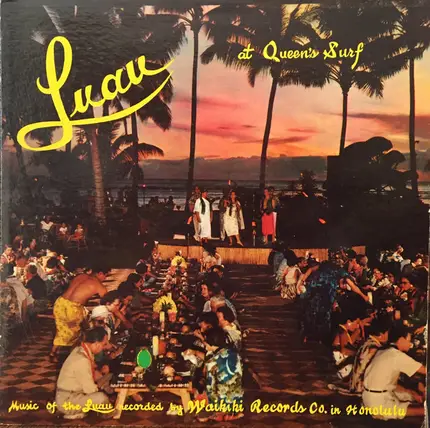 Luau
at Queen's Surf
Music of the Luau recorded by Waikiki Records Co. in Honolulu